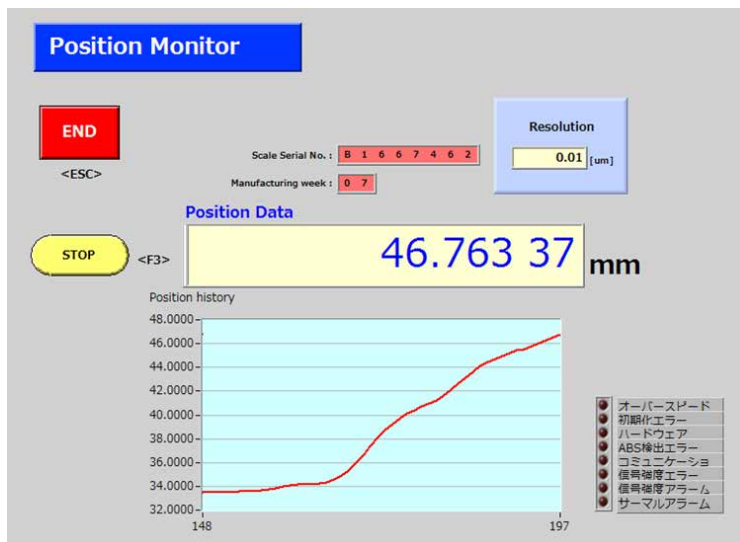 Position Monitor
END
<ESC>
Resolution
0.01 [um]
Scale Serial No. : B 1 6 6 7 4 6 2
Manufacturing week : 0 7
Position Data
STOP
<F3>
46.763 37 mm
Position history
48.0000
46.0000
44.0000
42.0000
40.0000
38.0000
36.0000
34.0000
32.0000
148
197
オーバースピード
初期化エラー
ハードウェア
ABS検出エラー
コミュニケーショ
信号強度エラー
信号強度アラーム
サーマルアラーム